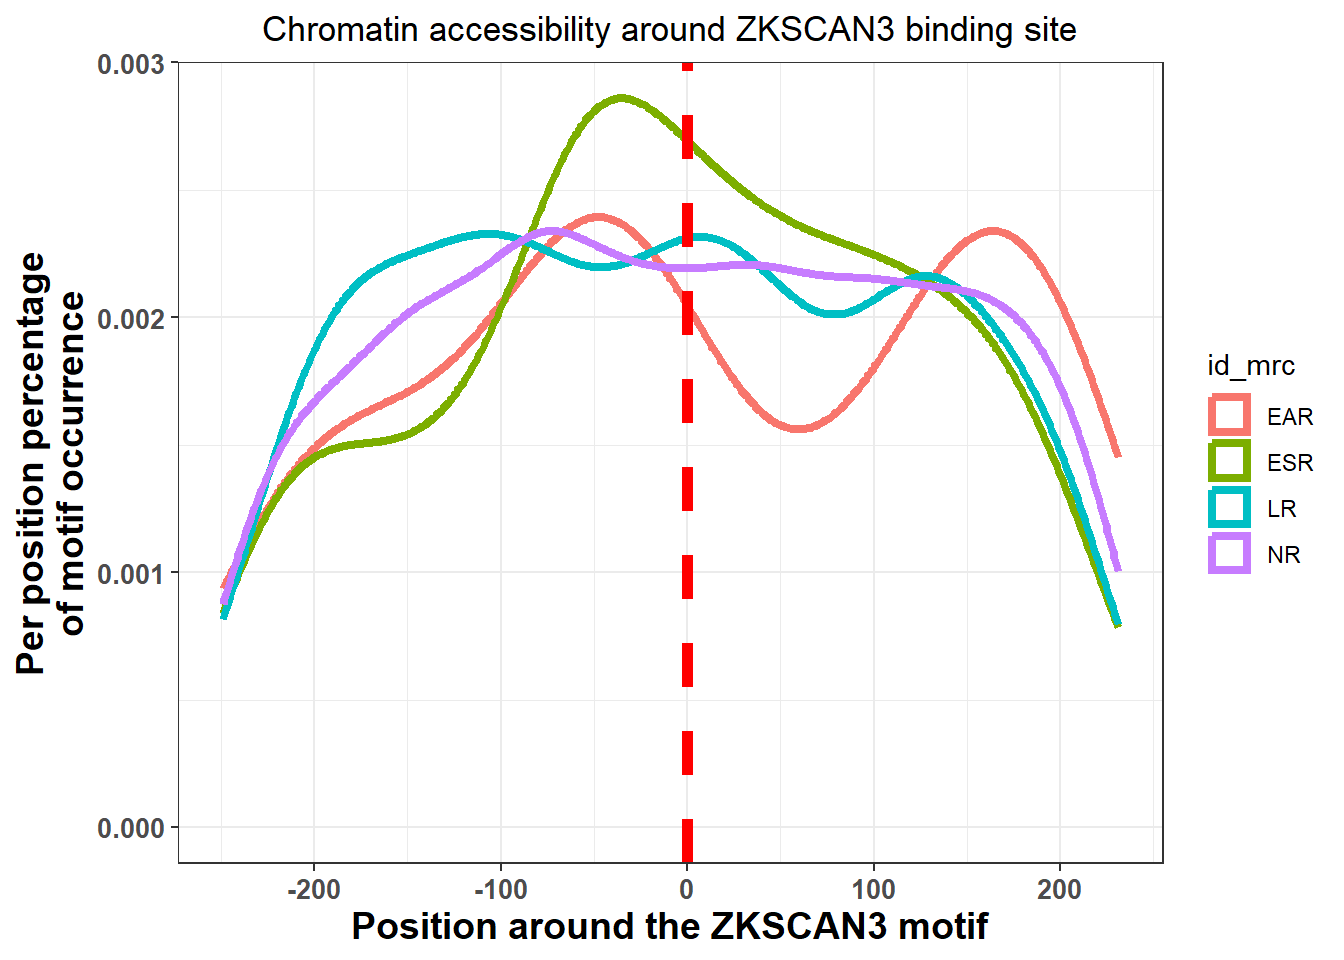 Chromatin accessibility around ZKSCAN3 binding site
0.003
0.002
0.001
0.000
Per position percentage
of motif occurrence
-200
-100
0
100
200
Position around the ZKSCAN3 motif
id_mrc
EAR
ESR
LR
NR